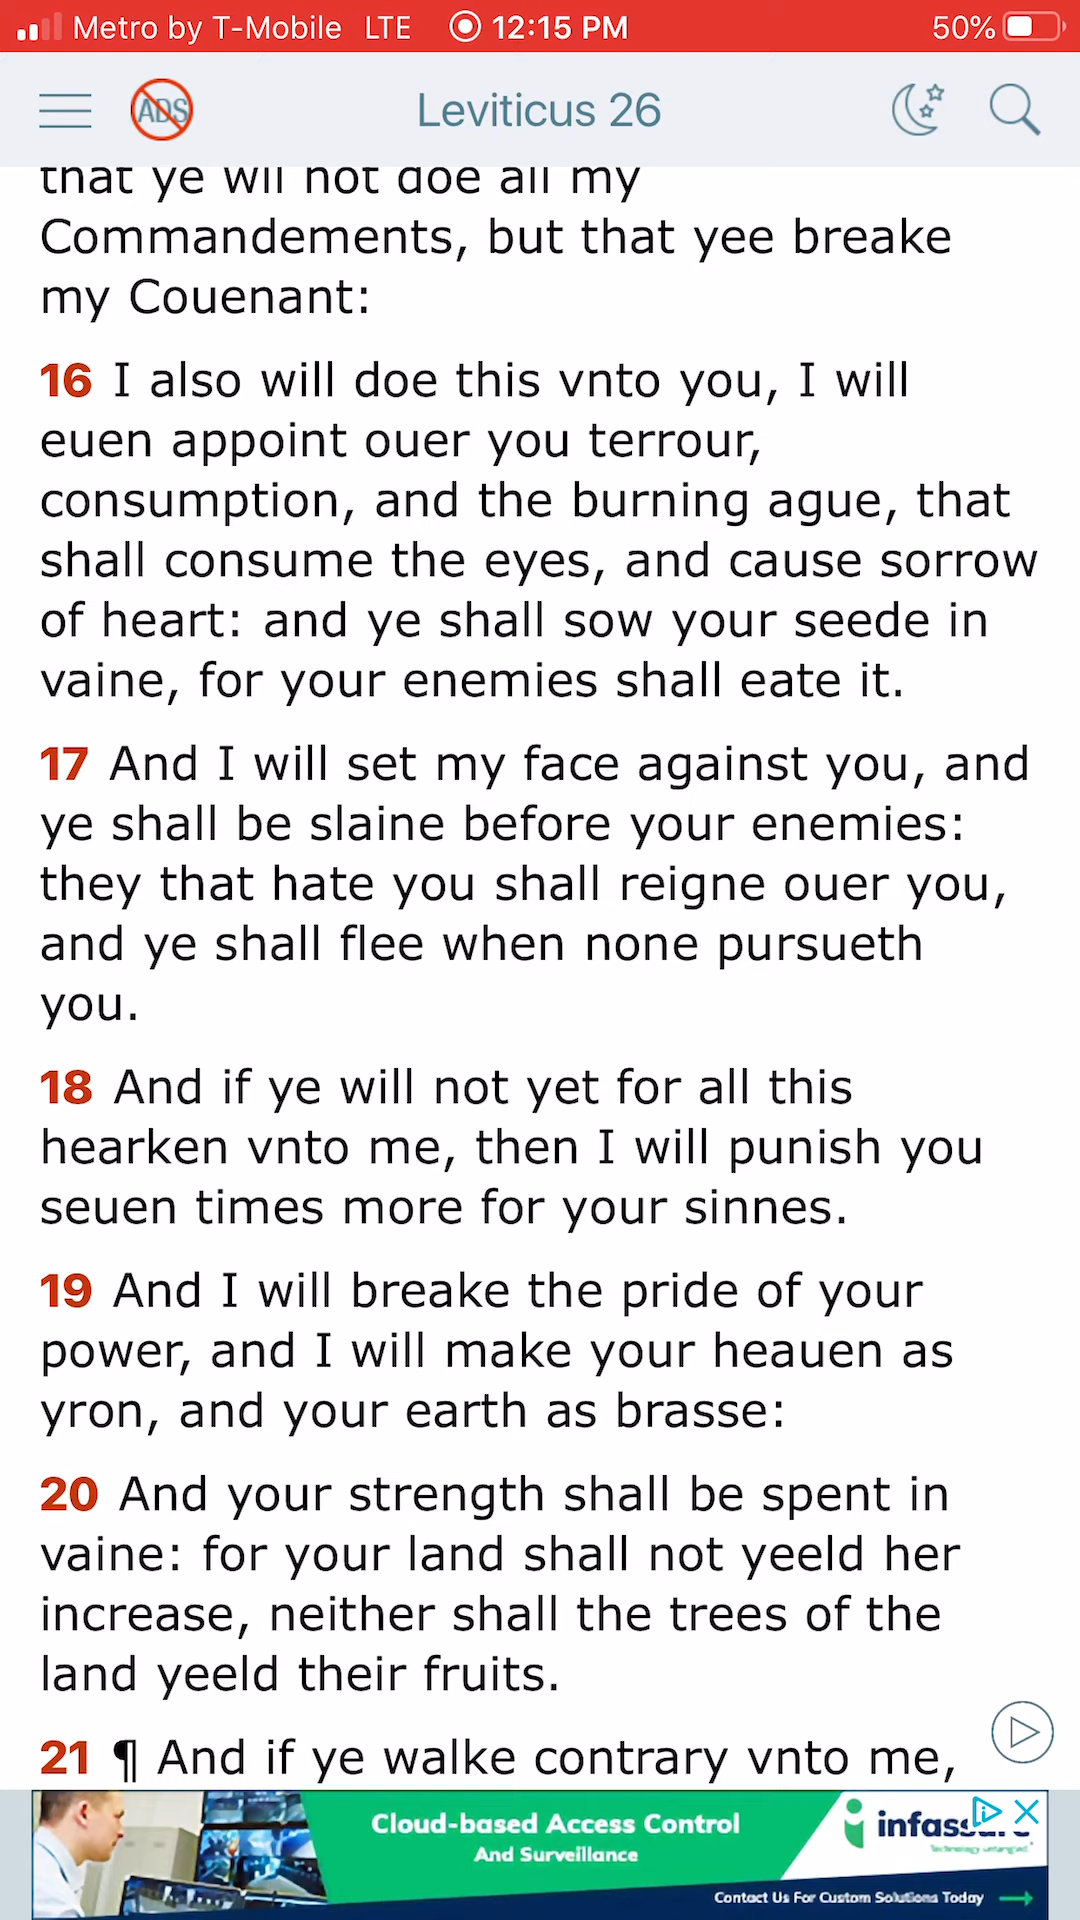 Metro by T-Mobile LTE 12:15 PM 50%
ADS Leviticus 26
that ye wil not doe all my
Commandements, but that yee breake
my Couenant:
16 I also will doe this vnto you, I will
euen appoint ouer you terrour,
consumption, and the burning ague, that
shall consume the eyes, and cause sorrow
of heart: and ye shall sow your seede in
vaine, for your enemies shall eate it.
17 And I will set my face against you, and
ye shall be slaine before your enemies:
they that hate you shall reigne ouer you,
and ye shall flee when none pursueth
you.
18 And if ye will not yet for all this
hearken vnto me, then I will punish you
seuen times more for your sinnes.
19 And I will breake the pride of your
power, and I will make your heauen as
yron, and your earth as brasse:
20 And your strength shall be spent in
vaine: for your land shall not yeeld her
increase, neither shall the trees of the
land yeeld their fruits.
21 ¶ And if ye walke contrary vnto me,
Cloud-based Access Control
And Surveillance
Contact Us For Custom Solutions Today